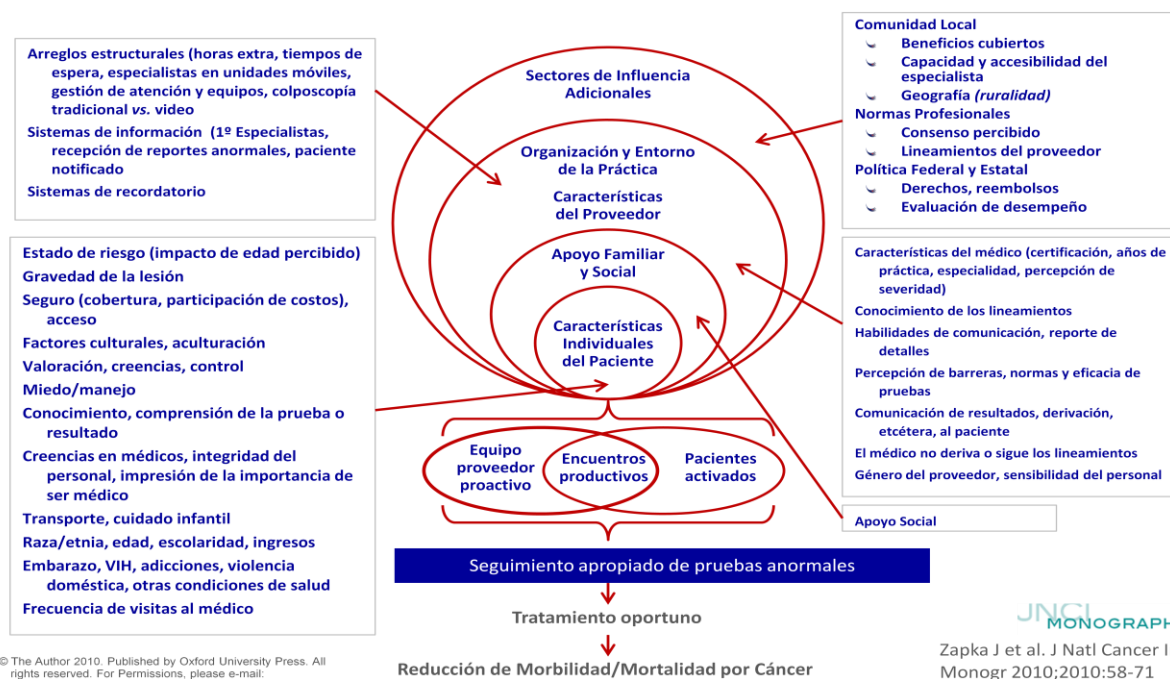 Arreglos estructurales (horas extra, tiempos de
espera, especialistas en unidades móviles,
gestión de atención y equipos, colposcopía
tradicional vs. video
Sistemas de información (1º Especialistas,
recepción de reportes anormales, paciente
notificado
Sistemas de recordatorio
Estado de riesgo (impacto de edad percibido)
Gravedad de la lesión
Seguro (cobertura, participación de costos),
acceso
Factores culturales, aculturación
Valoración, creencias, control
Miedo/manejo
Conocimiento, comprensión de la prueba o
resultado
Creencias en médicos, integridad del
personal, impresión de la importancia de
ser médico
Transporte, cuidado infantil
Raza/etnia, edad, escolaridad, ingresos
Embarazo, VIH, adicciones, violencia
doméstica, otras condiciones de salud
Frecuencia de visitas al médico
Sectores de Influencia
Adicionales
Organización y Entorno
de la Práctica
Características
del Proveedor
Apoyo Familiar
y Social
Características
Individuales
del Paciente
Equipo
proveedor
proactivo
Encuentros
productivos
Pacientes
activados
Seguimiento apropiado de pruebas anormales
Tratamiento oportuno
Reducción de Morbilidad/Mortalidad por Cáncer
Comunidad Local
Beneficios cubiertos
Capacidad y accesibilidad del
especialista
Geografía (ruralidad)
Normas Profesionales
Consenso percibido
Lineamientos del proveedor
Política Federal y Estatal
Derechos, reembolsos
Evaluación de desempeño
Características del médico (certificación, años de
práctica, especialidad, percepción de
severidad)
Conocimiento de los lineamientos
Habilidades de comunicación, reporte de
detalles
Percepción de barreras, normas y eficacia de
pruebas
Comunicación de resultados, derivación,
etcétera, al paciente
El médico no deriva o sigue los lineamientos
Género del proveedor, sensibilidad del personal
Apoyo Social
© The Author 2010. Published by Oxford University Press. All
rights reserved. For Permissions, please e-mail:
JNCI
MONOGRAPH
Zapka J et al. J Natl Cancer I
Monogr 2010;2010:58-71